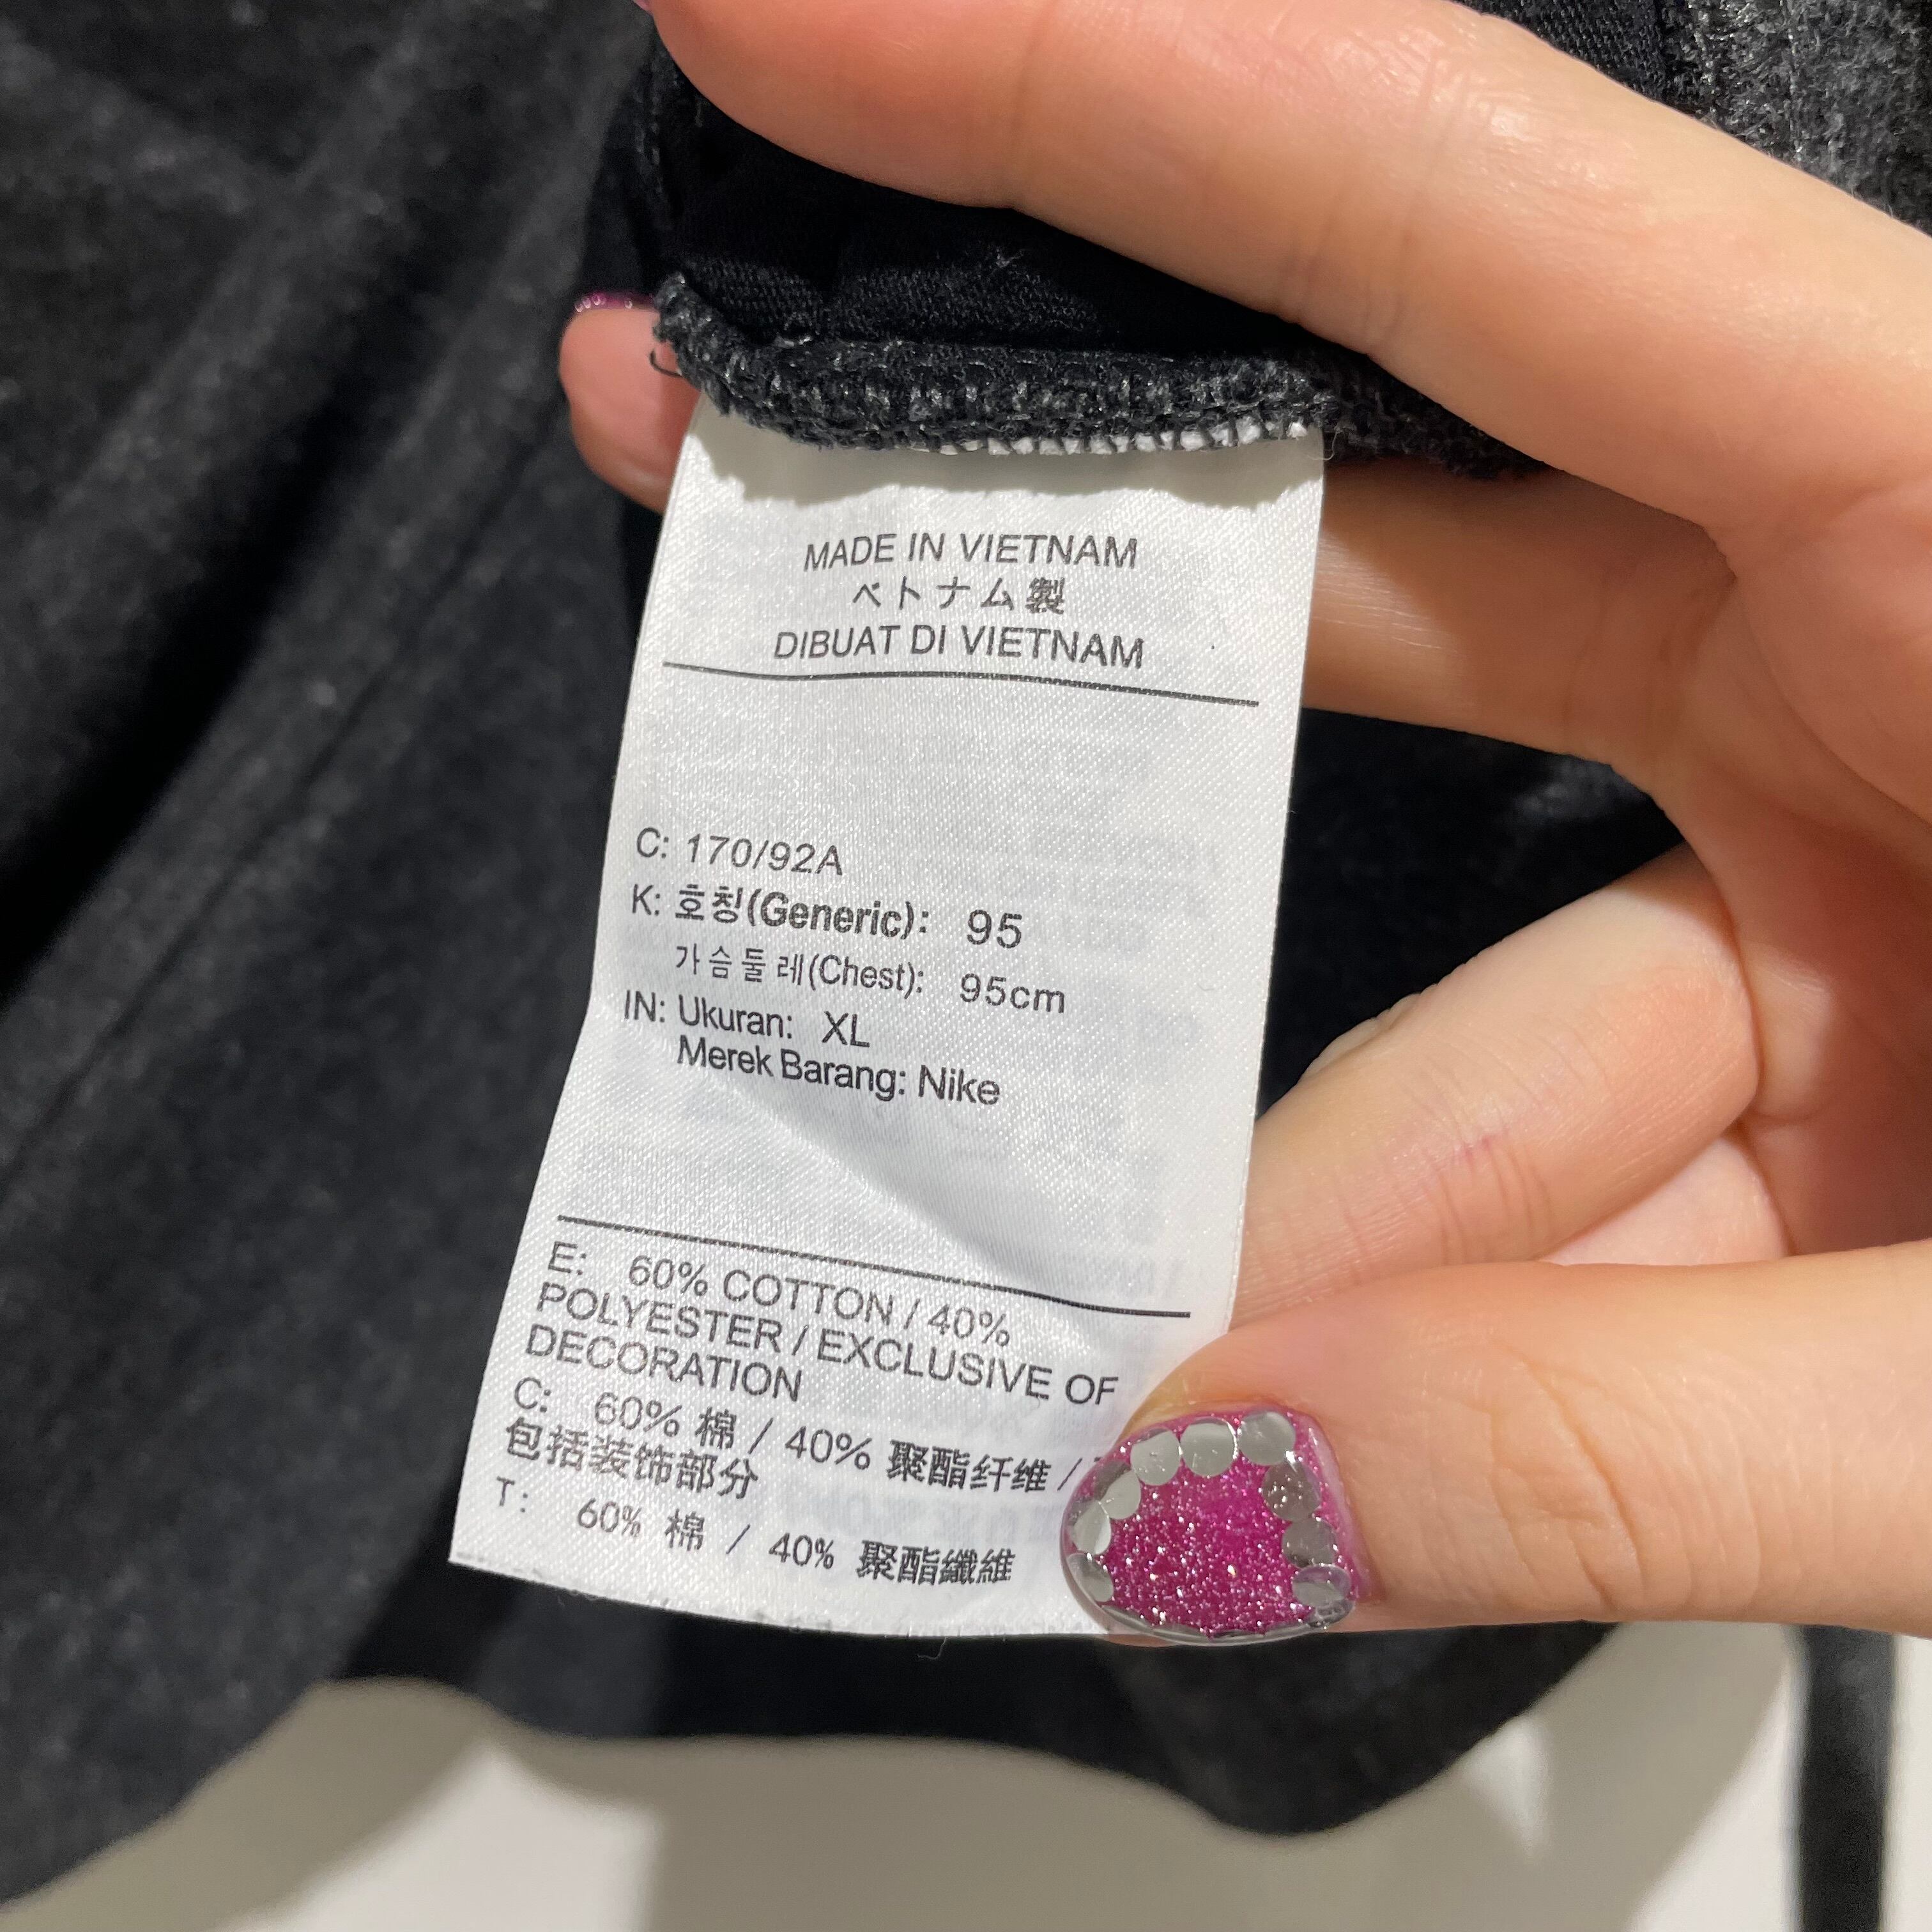 MADE IN VIETNAM
ベトナム製
DIBUAT DI VIETNAM
C: 170/92A
K: 호칭(Generic): 95
가슴둘레(Chest): 95cm
IN: Ukuran: XL
Merek Barang: Nike
E: 60% COTTON / 40%
POLYESTER / EXCLUSIVE OF
DECORATION
C: 60% 棉 / 40% 聚酯纤维 /
包括装饰部分
T: 60% 棉 / 40% 聚酯纖維